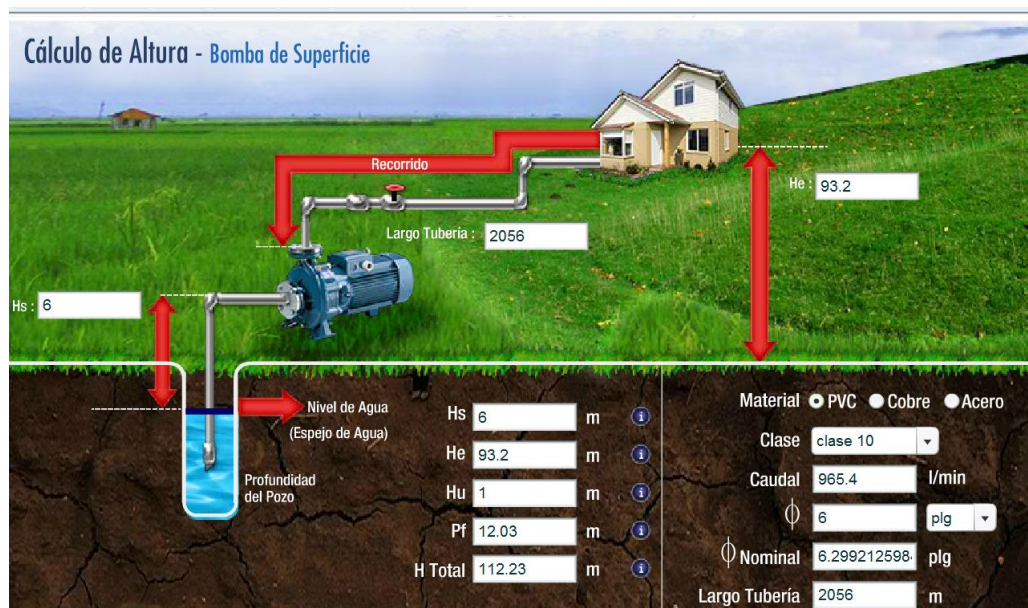 Cálculo de Altura - Bomba de Superficie
Recorrido
He : 93.2
Largo Tubería : 2056
Hs : 6
Nivel de Agua
(Espejo de Agua)
Profundidad
del Pozo
Hs 6 m i
He 93.2 m i
Hu 1 m i
Pf 12.03 m i
H Total 112.23 m i
Material PVC Cobre Acero
Clase clase 10
Caudal 965.4 l/min
ϕ 6 plg
ϕ Nominal 6.2992125984 plg
Largo Tubería 2056 m